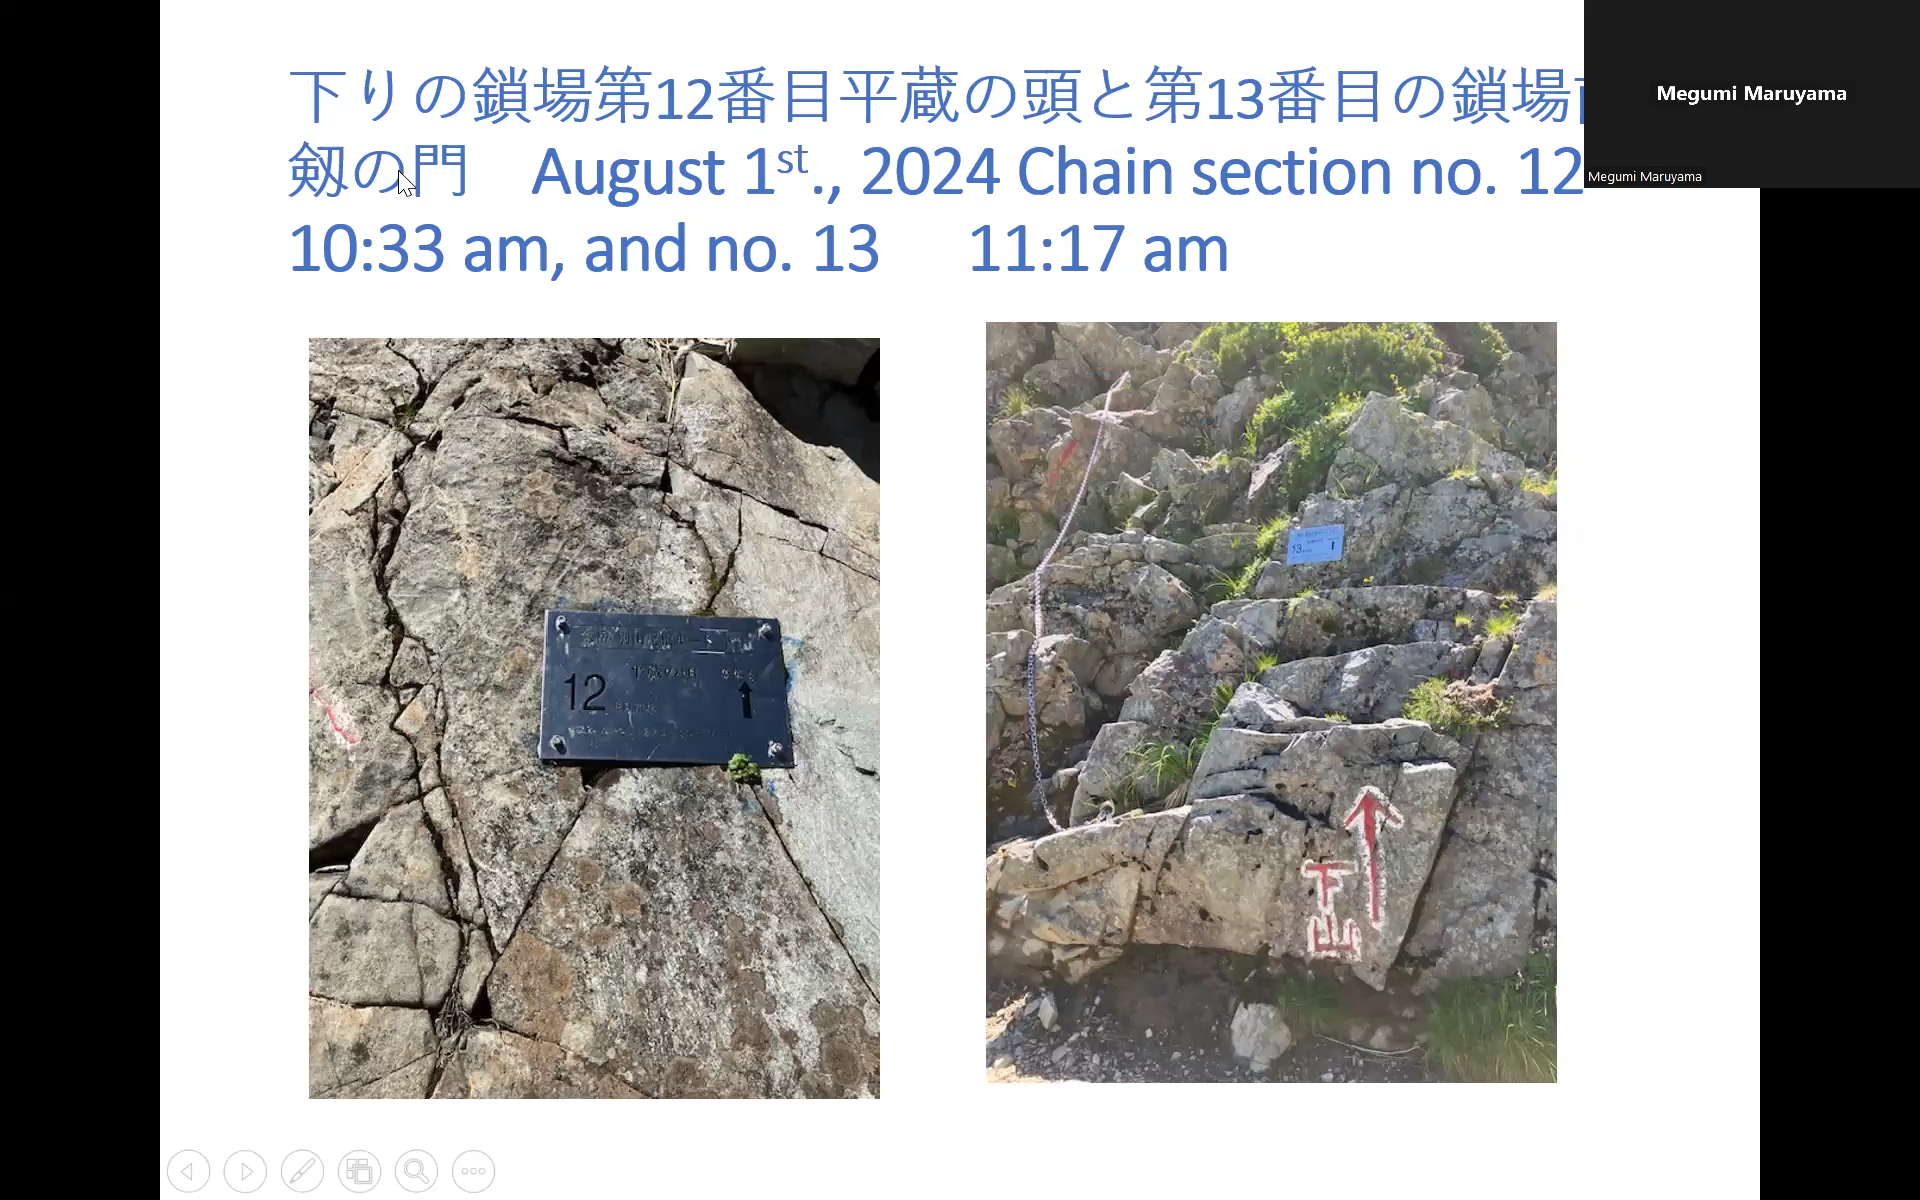 下りの鎖場第12番目平蔵の頭と第13番目の鎖場
剱の門 August 1st., 2024 Chain section no. 12
10:33 am, and no. 13 11:17 am
Megumi Maruyama
Megumi Maruyama
12
13
下山